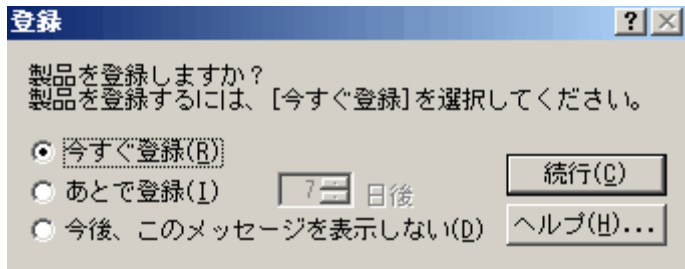 登録
製品を登録しますか?
製品を登録するには、[今すぐ登録]を選択してください。
今すぐ登録(R)
あとで登録(I) 7 日後
今後、このメッセージを表示しない(D)
続行(C)
ヘルプ(H)...